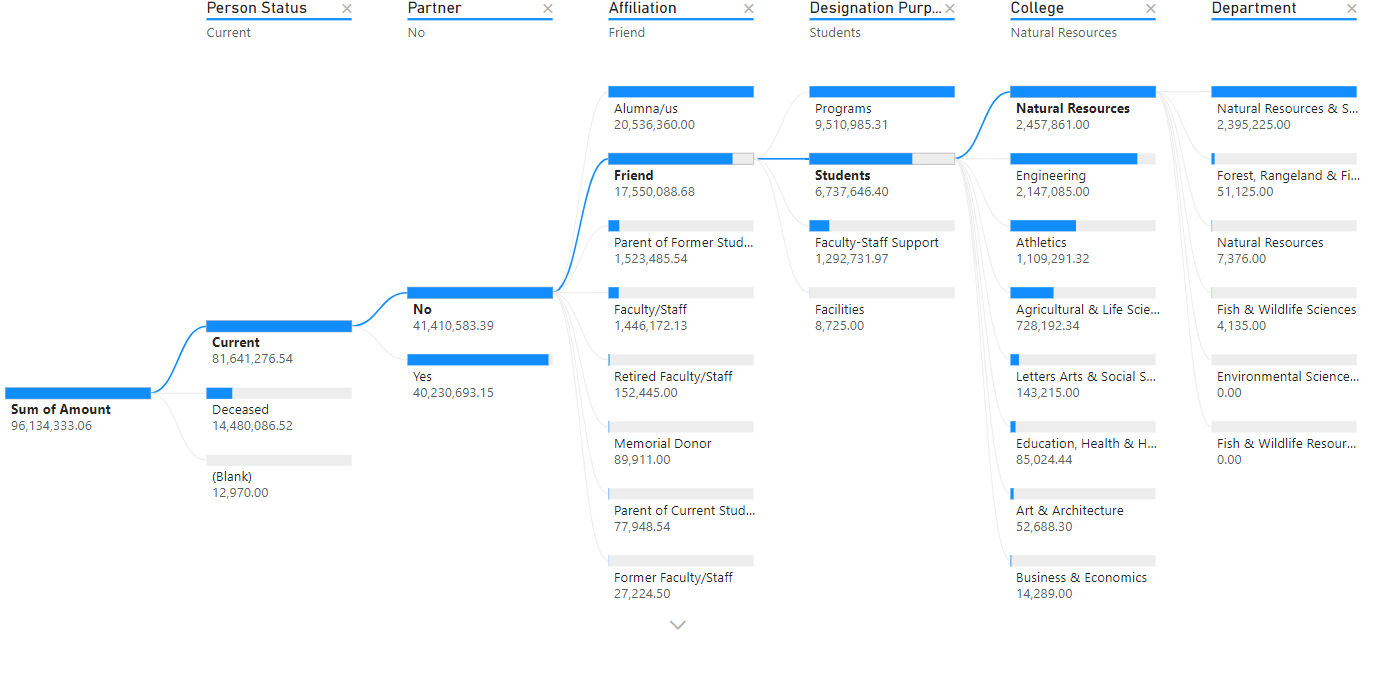 Person Status
Current
Partner
No
Affiliation
Friend
Designation Purp...
Students
College
Natural Resources
Department
Sum of Amount
96,134,333.06
Current
81,641,276.54
Deceased
14,480,086.52
(Blank)
12,970.00
No
41,410,583.39
Yes
40,230,693.15
Alumna/us
20,536,360.00
Friend
17,550,088.68
Parent of Former Stud...
1,523,485.54
Faculty/Staff
1,446,172.13
Retired Faculty/Staff
152,445.00
Memorial Donor
89,911.00
Parent of Current Stud...
77,948.54
Former Faculty/Staff
27,224.50
Programs
9,510,985.31
Students
6,737,646.40
Faculty-Staff Support
1,292,731.97
Facilities
8,725.00
Natural Resources
2,457,861.00
Engineering
2,147,085.00
Athletics
1,109,291.32
Agricultural & Life Scie...
728,192.34
Letters Arts & Social S...
143,215.00
Education, Health & H...
85,024.44
Art & Architecture
52,688.30
Business & Economics
14,289.00
Natural Resources & S...
2,395,225.00
Forest, Rangeland & Fi...
51,125.00
Natural Resources
7,376.00
Fish & Wildlife Sciences
4,135.00
Environmental Science...
0.00
Fish & Wildlife Resour...
0.00